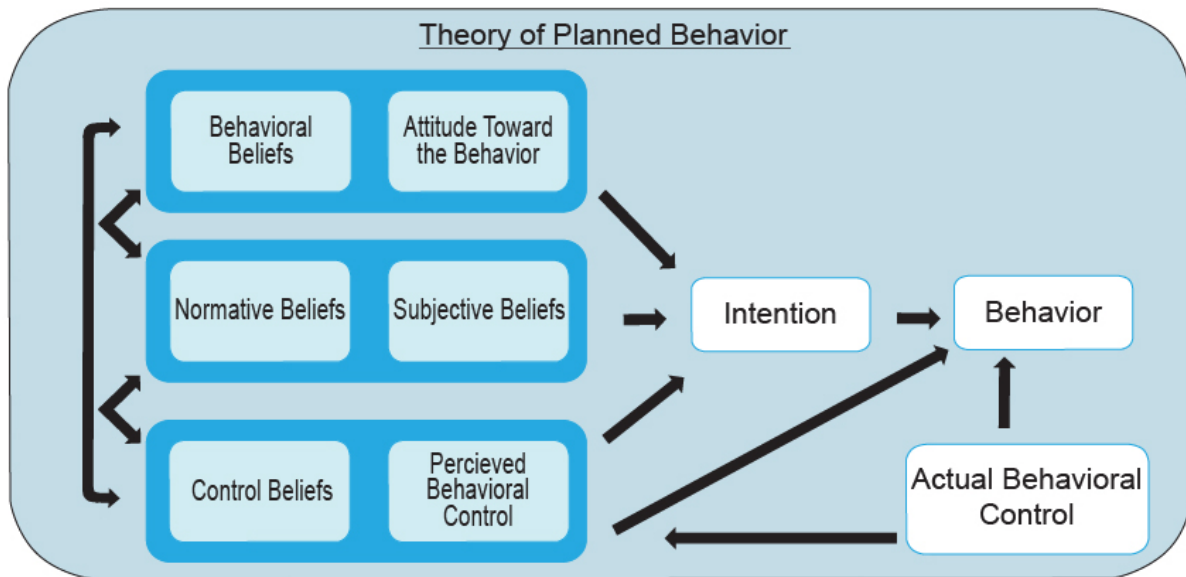 Theory of Planned Behavior
Behavioral
Beliefs
Attitude Toward
the Behavior
Normative Beliefs
Subjective Beliefs
Intention
Behavior
Control Beliefs
Percieved
Behavioral
Control
Actual Behavioral
Control